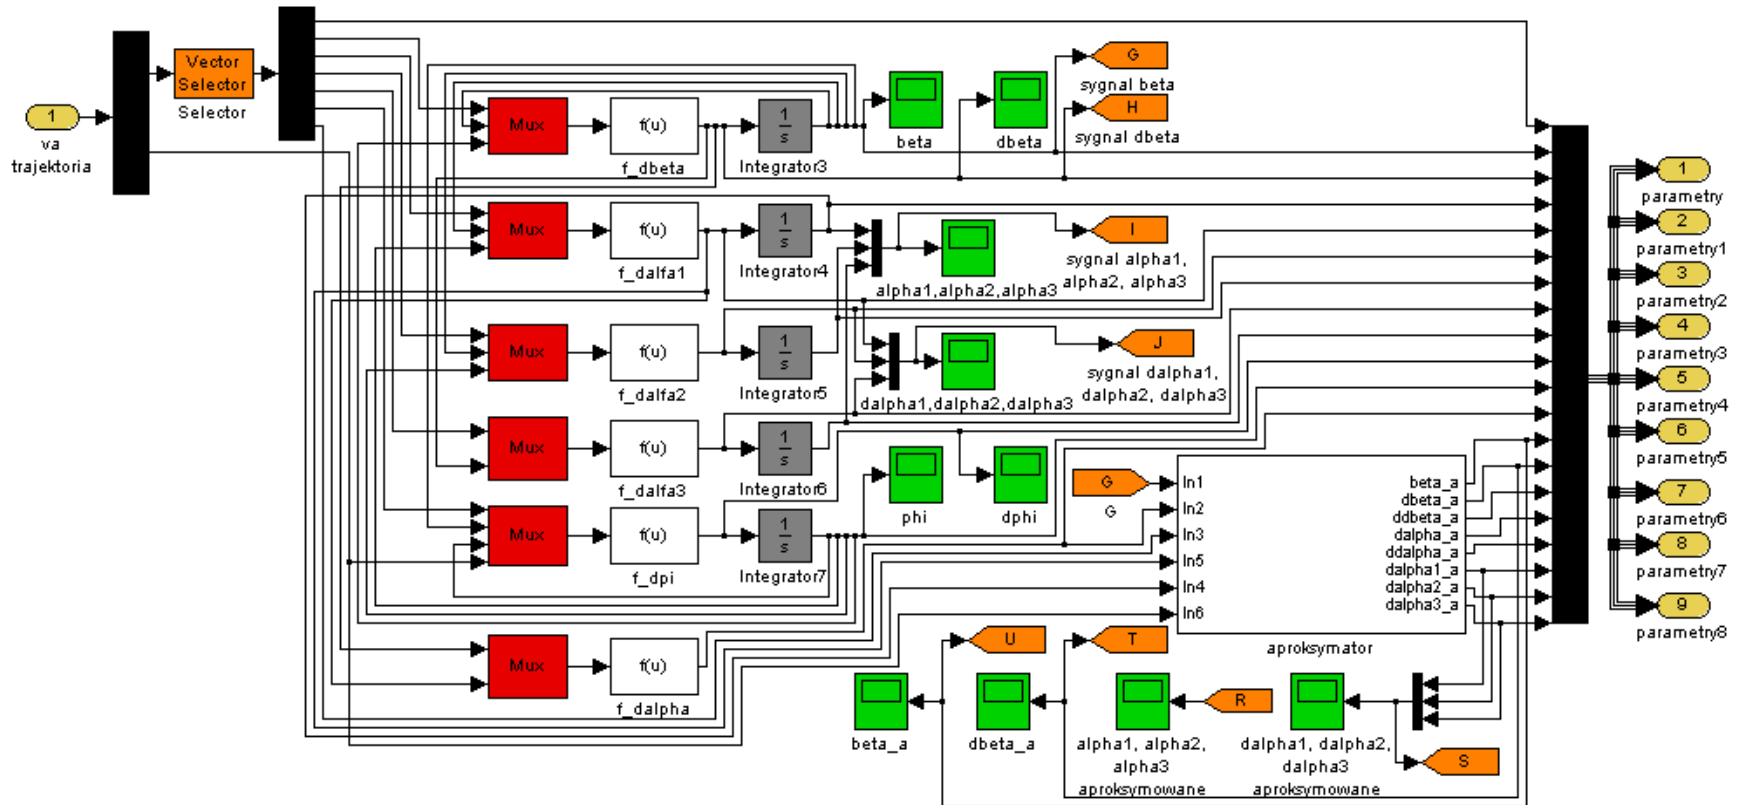 1
va
trajektoria
Vector
Selector
Selector
Mux
f(u)
f_dbeta
1
s
Integrator3
beta
dbeta
G
sygnal beta
H
sygnal dbeta
Mux
f(u)
f_dalfa1
1
s
Integrator4
alpha1,alpha2,alpha3
I
sygnal alpha1,
alpha2, alpha3
Mux
f(u)
f_dalfa2
1
s
Integrator5
dalpha1,dalpha2,dalpha3
J
sygnal dalpha1,
dalpha2, dalpha3
Mux
f(u)
f_dalfa3
1
s
Integrator6
phi
dphi
Mux
f(u)
f_dpi
1
s
Integrator7
Mux
f(u)
f_dalpha
G
G
In1
In2
In3
In5
In4
In6
beta_a
dbeta_a
ddbeta_a
dalpha_a
ddalpha_a
dalpha1_a
dalpha2_a
dalpha3_a
aproksymator
U
T
beta_a
dbeta_a
R
alpha1, alpha2,
alpha3
aproksymowane
dalpha1, dalpha2,
dalpha3
aproksymowane
S
1
parametry
2
parametry1
3
parametry2
4
parametry3
5
parametry4
6
parametry5
7
parametry6
8
parametry7
9
parametry8